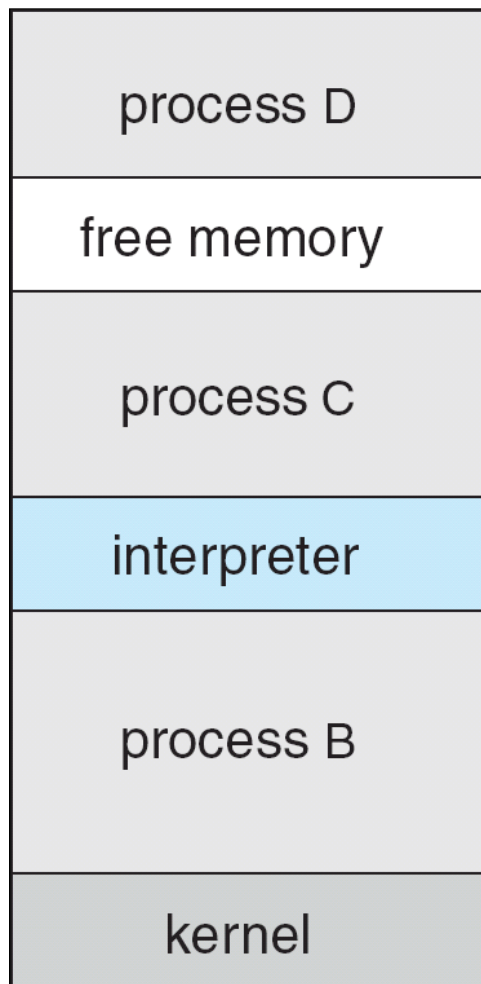 process D
free memory
process C
interpreter
process B
kernel